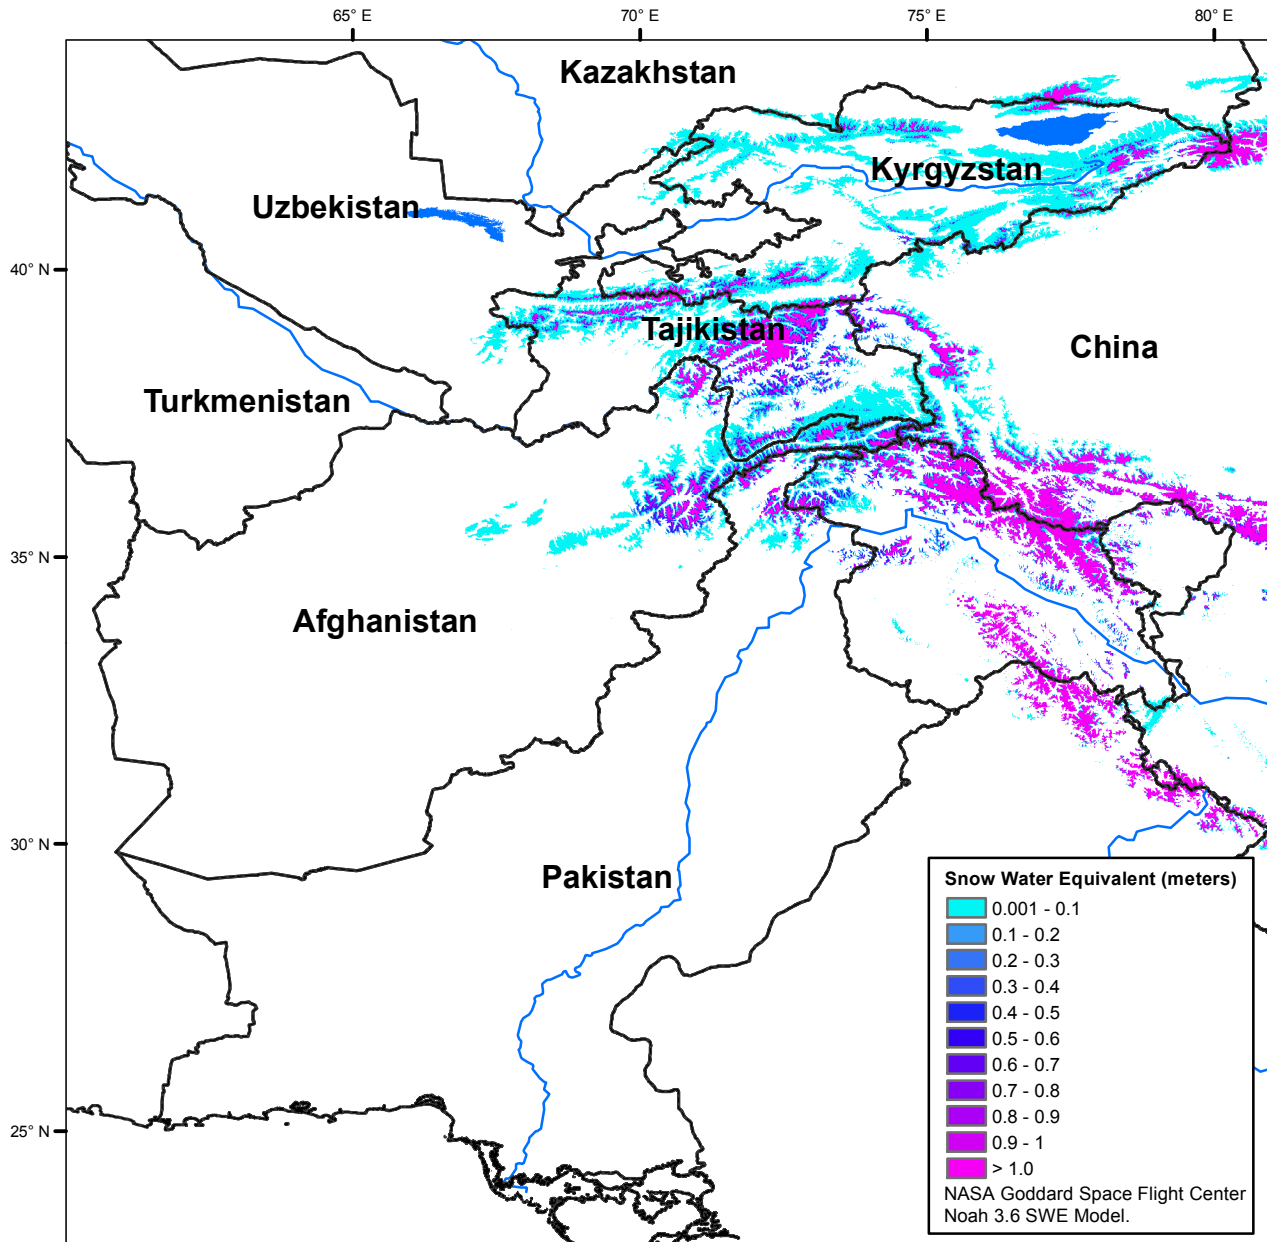 65° E
70° E
75° E
80° E
Kazakhstan
Kyrgyzstan
Uzbekistan
40° N
Tajikistan
China
Turkmenistan
35° N
Afghanistan
30° N
Pakistan
25° N
Snow Water Equivalent (meters)
0.001 - 0.1
0.1 - 0.2
0.2 - 0.3
0.3 - 0.4
0.4 - 0.5
0.5 - 0.6
0.6 - 0.7
0.7 - 0.8
0.8 - 0.9
0.9 - 1
> 1.0
NASA Goddard Space Flight Center
Noah 3.6 SWE Model.